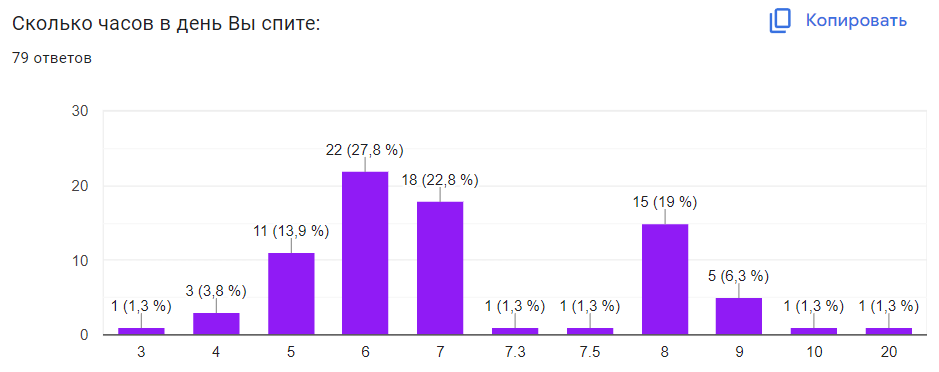 Сколько часов в день Вы спите:
Копировать
79 ответов
30
20
10
0
1 (1,3 %)
3 (3,8 %)
11 (13,9 %)
22 (27,8 %)
18 (22,8 %)
1 (1,3 %)
1 (1,3 %)
15 (19 %)
5 (6,3 %)
1 (1,3 %)
1 (1,3 %)
3 4 5 6 7 7.3 7.5 8 9 10 20